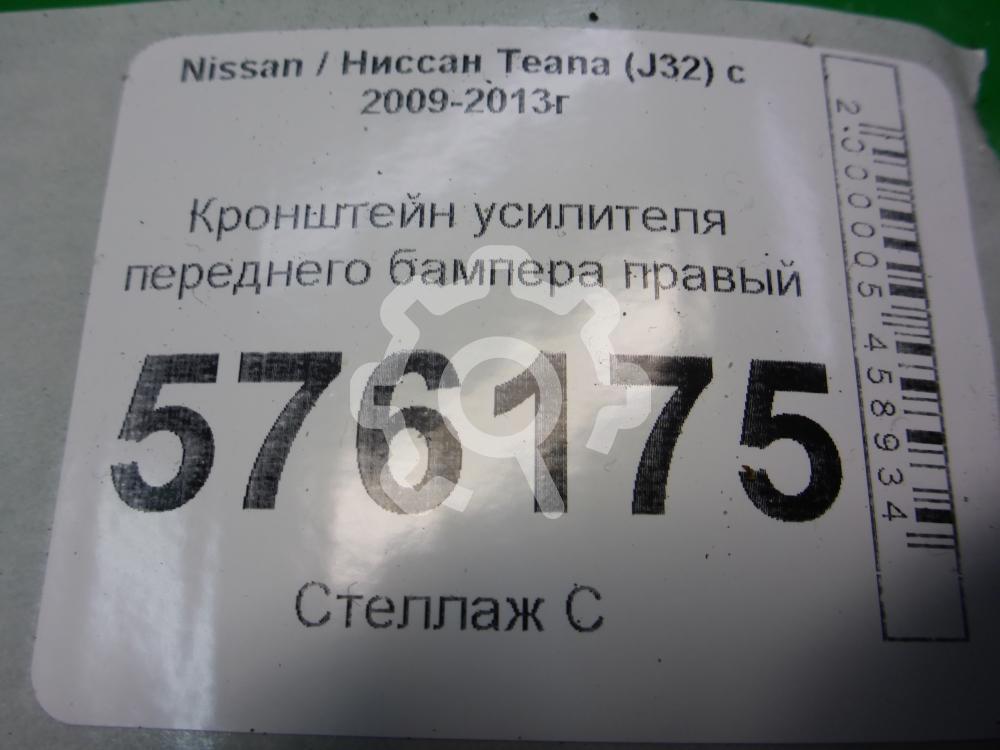 Nissan / Ниссан Teana (J32) с
2009-2013г
Кронштейн усилителя
переднего бампера правый
576175
Стеллаж С
2000005458934